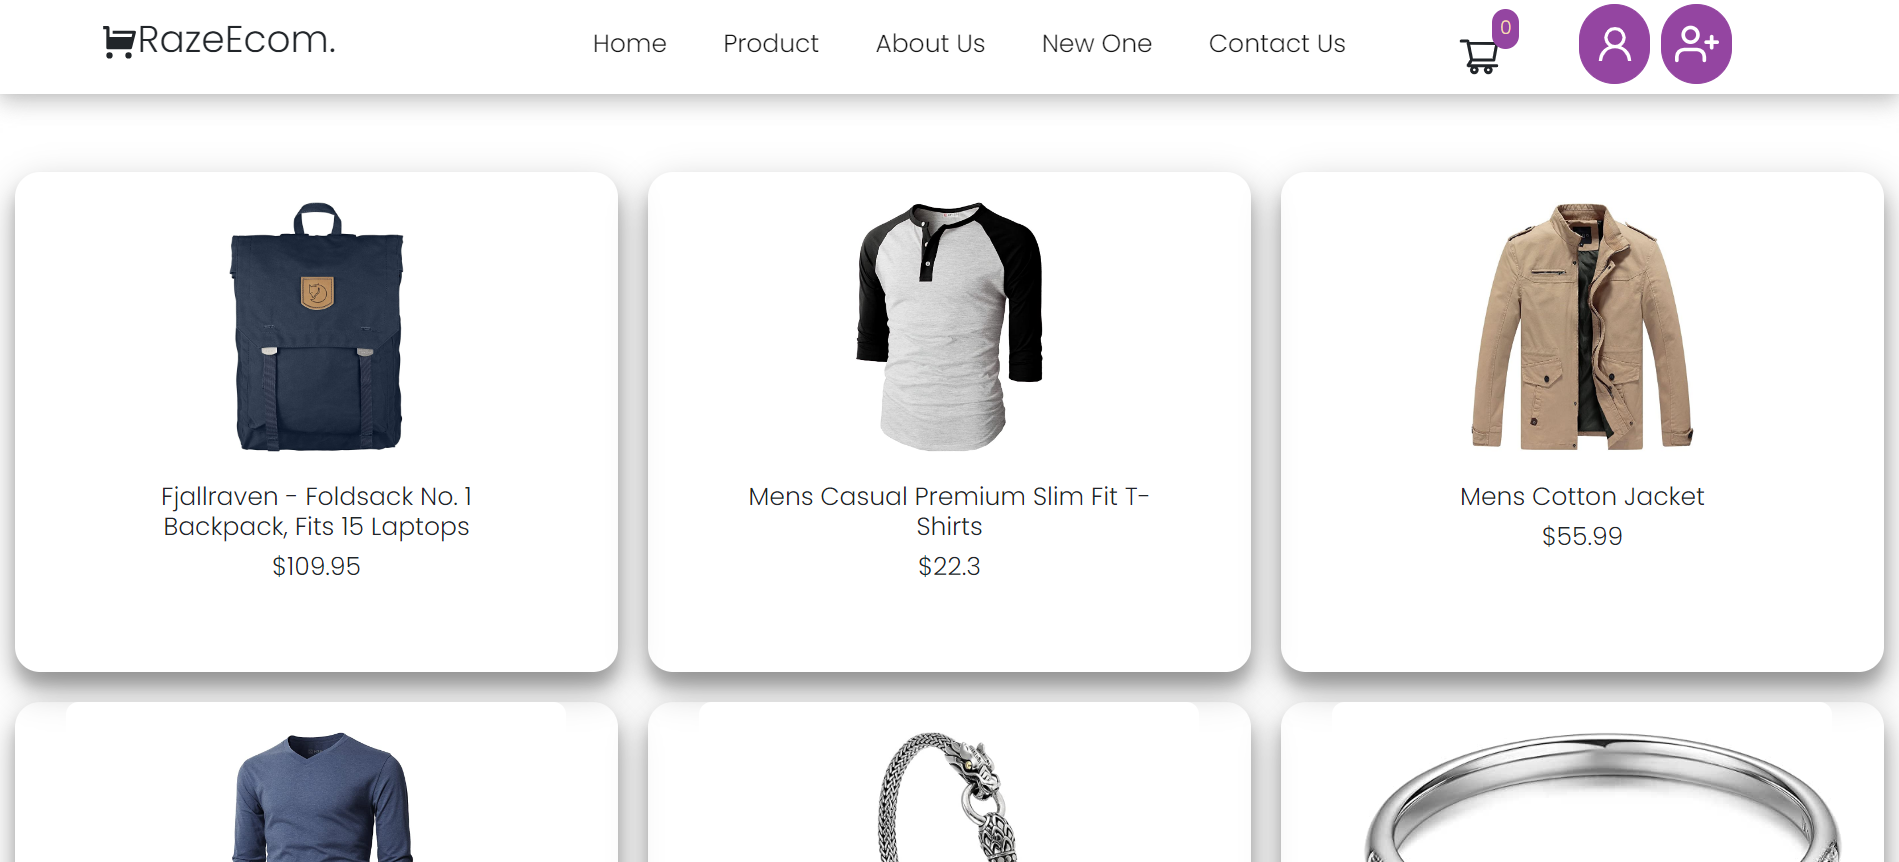 RazeEcom.
Home
Product
About Us
New One
Contact Us
0
Fjallraven - Foldsack No. 1
Backpack, Fits 15 Laptops
$109.95
Mens Casual Premium Slim Fit T-
Shirts
$22.3
Mens Cotton Jacket
$55.99